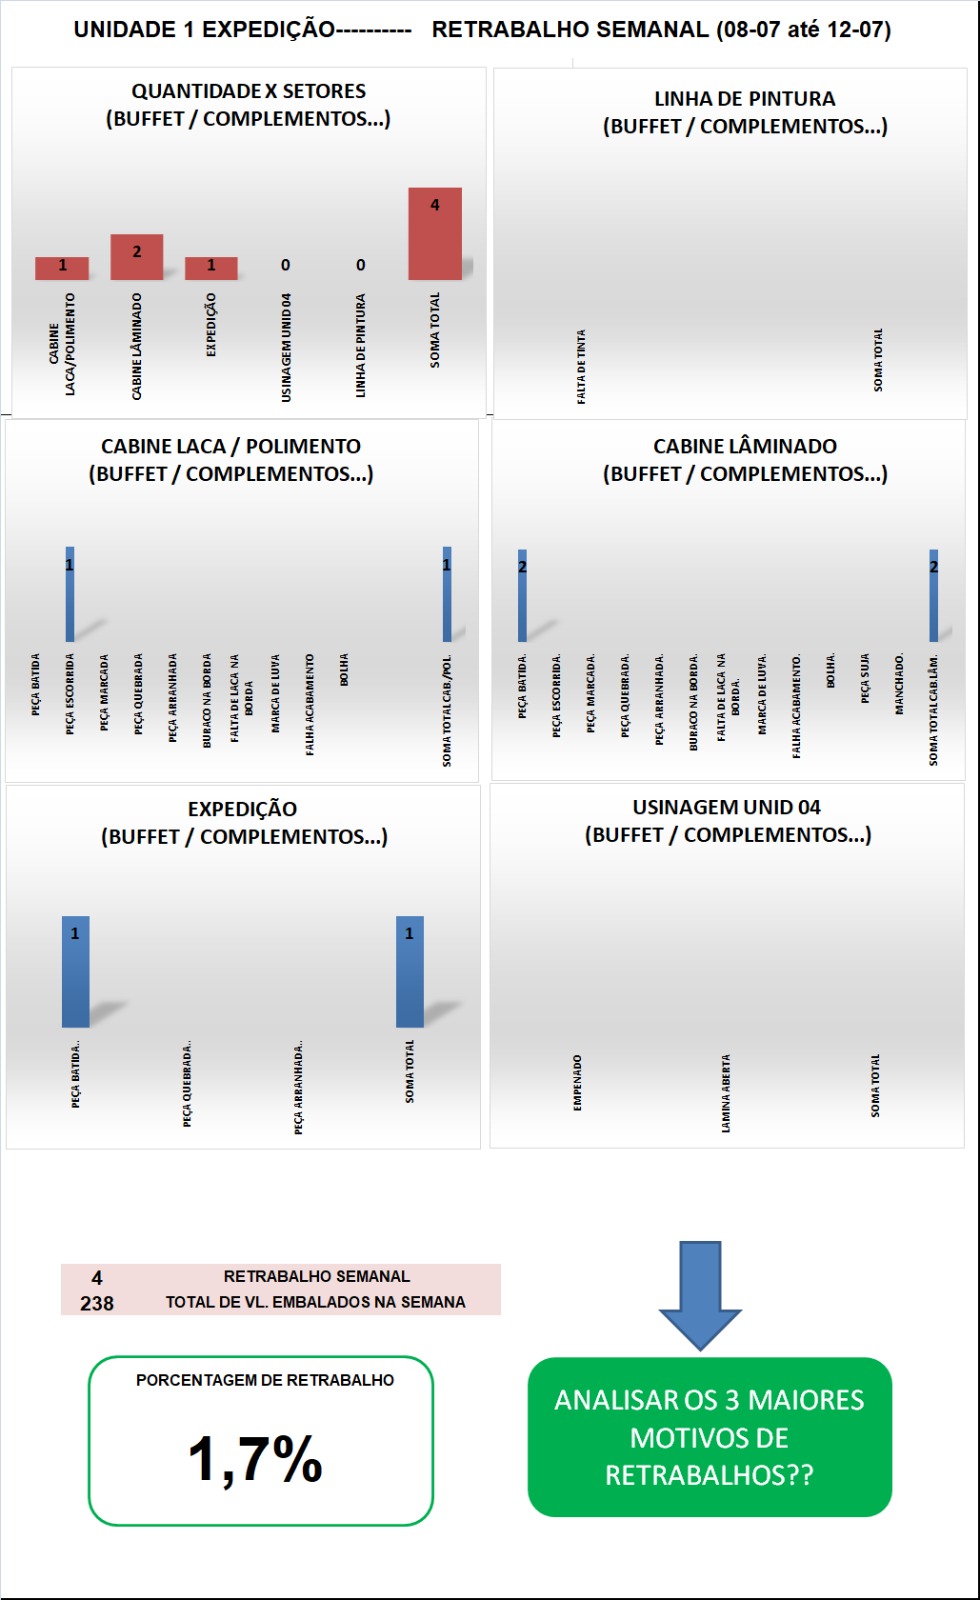 UNIDADE 1 EXPEDIÇÃO---------- RETRABALHO SEMANAL (08-07 até 12-07)
QUANTIDADE X SETORES
(BUFFET / COMPLEMENTOS...)
1
2
1
0
0
4
CABINE
LACA/POLIMENTO
CABINE LÂMINADO
EXPEDIÇÃO
USINAGEM UNID 04
LINHA DE PINTURA
SOMA TOTAL
LINHA DE PINTURA
(BUFFET / COMPLEMENTOS...)
FALTA DE TINTA
SOMA TOTAL
CABINE LACA / POLIMENTO
(BUFFET / COMPLEMENTOS...)
1
1
PEÇA BATIDA
PEÇA ESCORRIDA
PEÇA MARCADA
PEÇA QUEBRADA
PEÇA ARRANHADA
BURACO NA BORDA
FALTA DE LACA NA
BORDA
MARCA DE LUVA
FALHA ACABAMENTO
BOLHA
SOMA TOTAL CAB./POL.
CABINE LÂMINADO
(BUFFET / COMPLEMENTOS...)
2
2
PEÇA BATIDA.
PEÇA ESCORRIDA.
PEÇA MARCADA.
PEÇA QUEBRADA.
PEÇA ARRANHADA.
BURACO NA BORDA.
FALTA DE LACA NA
BORDA.
MARCA DE LUVA.
FALHA ACABAMENTO.
BOLHA.
PEÇA SUJA
MANCHADO.
SOMA TOTAL CAB.LÂM.
EXPEDIÇÃO
(BUFFET / COMPLEMENTOS...)
1
1
PEÇA BATIDA..
PEÇA QUEBRADA..
PEÇA ARRANHADA..
SOMA TOTAL
USINAGEM UNID 04
(BUFFET / COMPLEMENTOS...)
EMPENADO
LAMINA ABERTA
SOMA TOTAL
4 RETRABALHO SEMANAL
238 TOTAL DE VL. EMBALADOS NA SEMANA
PORCENTAGEM DE RETRABALHO
1,7%
ANALISAR OS 3 MAIORES
MOTIVOS DE
RETRABALHOS??